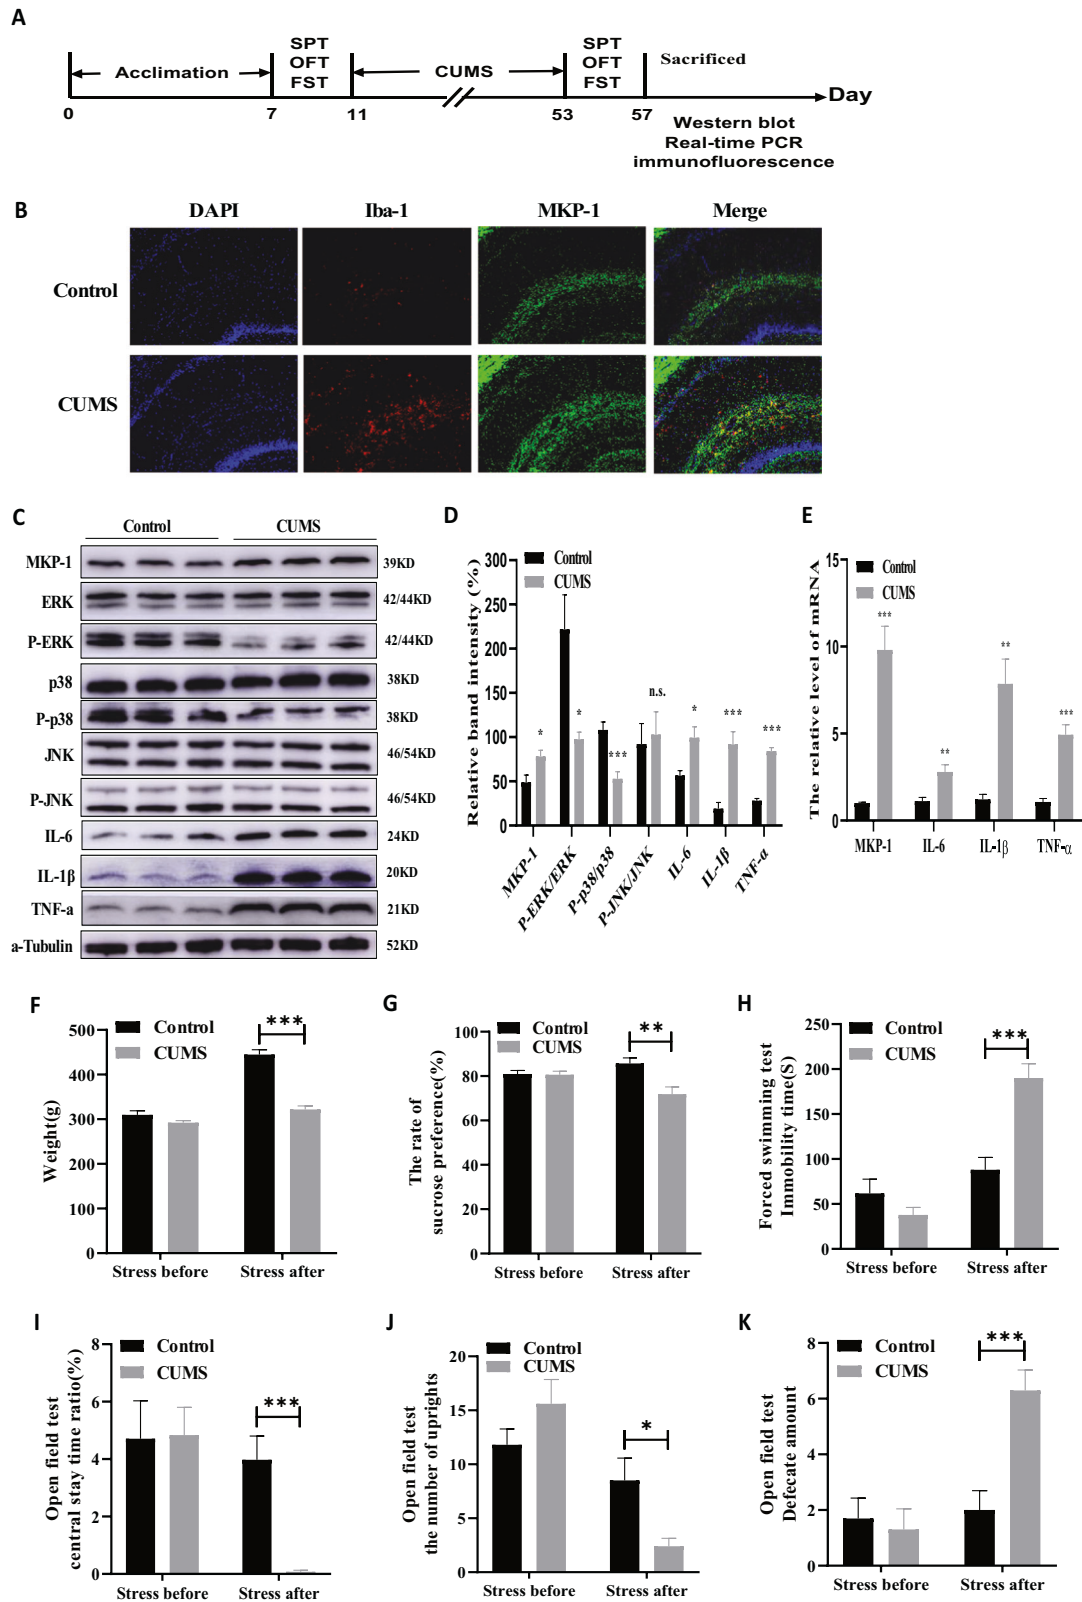 A
SPT
OFT
FST
SPT
OFT
FST
Sacrificed
Acclimation
CUMS
Day
0
7
11
53
57
Western blot
Real-time PCR
immunofluorescence
B
DAPI
Iba-1
MKP-1
Merge
Control
CUMS
C
Control
CUMS
MKP-1
39KD
ERK
42/44KD
P-ERK
42/44KD
p38
38KD
P-p38
38KD
JNK
46/54KD
P-JNK
46/54KD
IL-6
24KD
IL-1β
20KD
TNF-a
21KD
a-Tubulin
52KD
D
Relative band intensity (%)
300
250
200
150
100
50
0
Control
CUMS
*
*
***
n.s.
*
***
***
MKP-1
P-ERK/ERK
P-p38/p38
P-JNK/JNK
IL-6
IL-1β
TNF-α
E
The relative level of mRNA
15
10
5
0
Control
CUMS
***
**
**
***
MKP-1
IL-6
IL-1β
TNF-α
F
Weight(g)
500
400
300
200
100
0
Control
CUMS
***
Stress before
Stress after
G
The rate of
sucrose preference(%)
100
80
60
40
20
0
Control
CUMS
**
Stress before
Stress after
H
Forced swimming test
Immobility time(S)
250
200
150
100
50
0
Control
CUMS
***
Stress before
Stress after
I
Open field test
central stay time ratio(%)
8
6
4
2
0
Control
CUMS
***
Stress before
Stress after
J
Open field test
the number of uprights
20
15
10
5
0
Control
CUMS
*
Stress before
Stress after
K
Open field test
Defecate amount
8
6
4
2
0
Control
CUMS
***
Stress before
Stress after